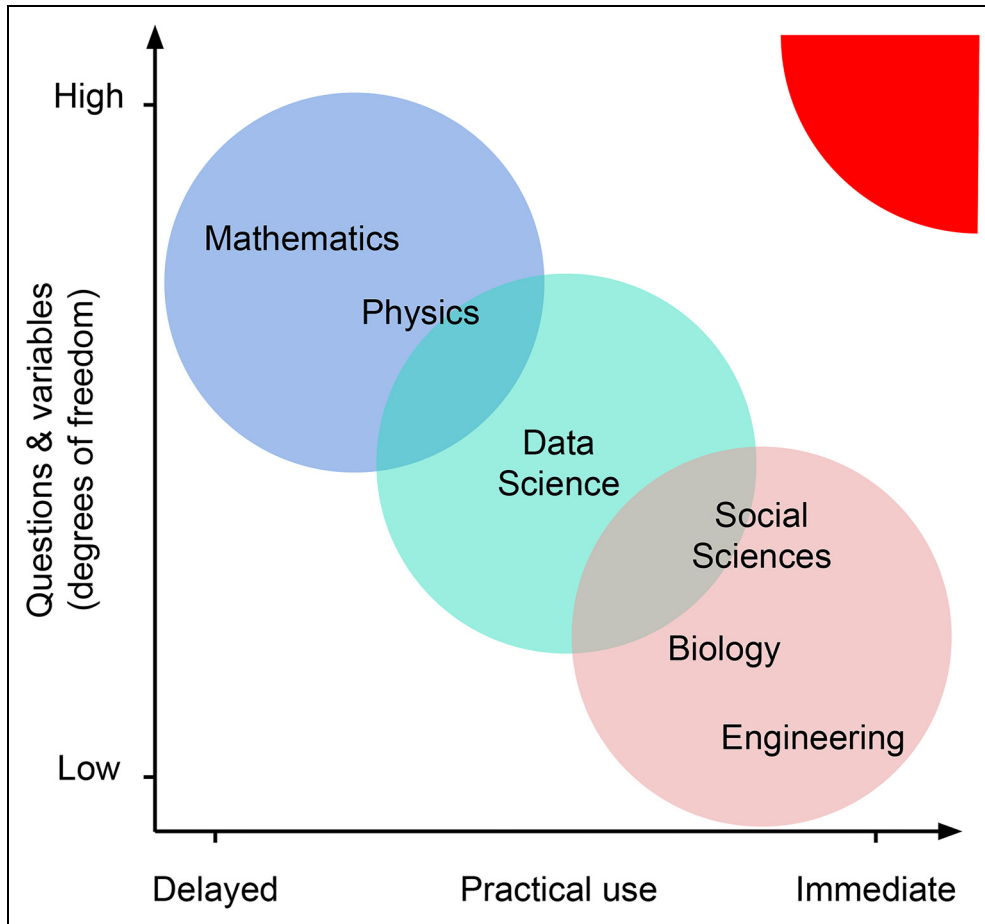 High
Mathematics
Physics
Questions & variables
(degrees of freedom)
Data
Science
Social
Sciences
Biology
Engineering
Low
Delayed
Practical use
Immediate